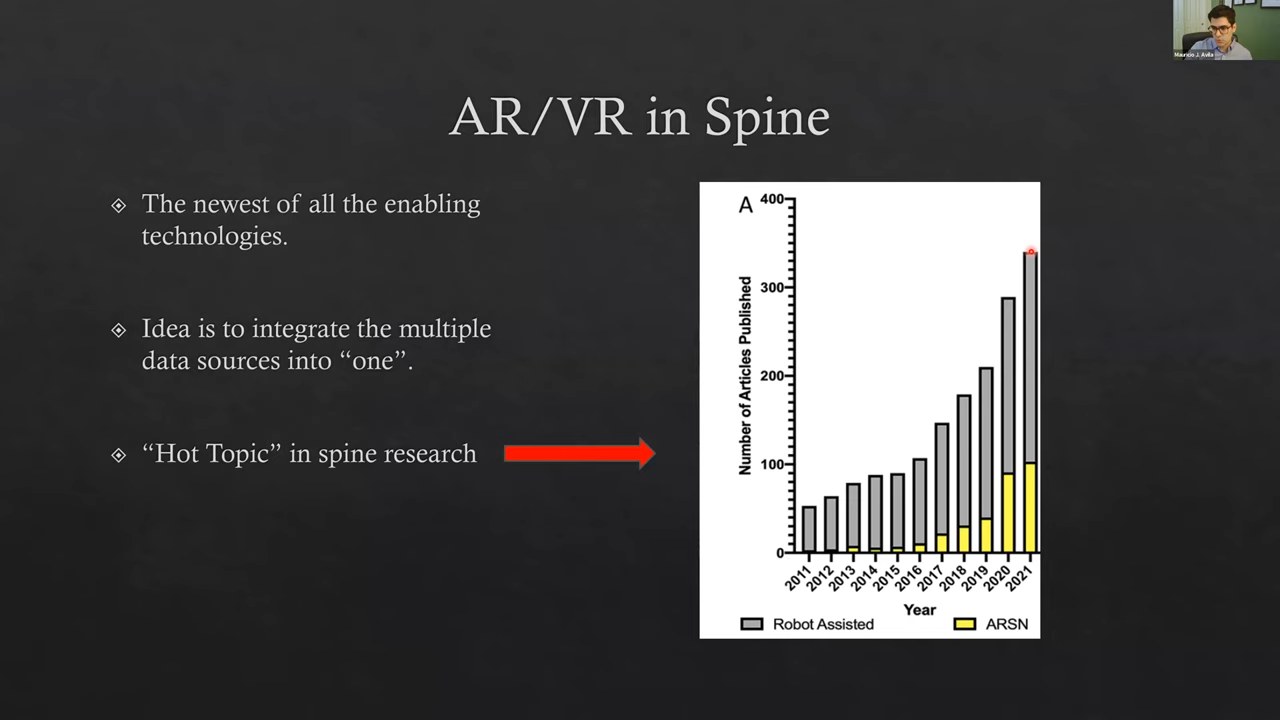 Mauricio J. Avila
AR/VR in Spine
The newest of all the enabling
technologies.
Idea is to integrate the multiple
data sources into “one”.
“Hot Topic” in spine research
A
400
300
200
100
0
Number of Articles Published
2011
2012
2013
2014
2015
2016
2017
2018
2019
2020
2021
Year
Robot Assisted
ARSN